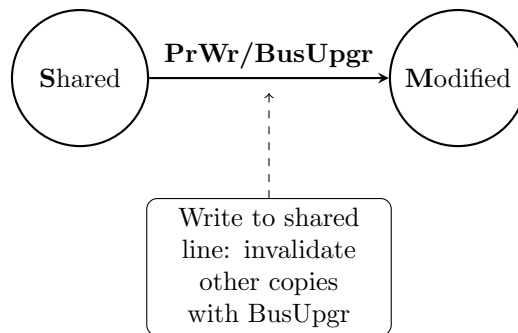 PrWr/BusUpgr
Shared
Modified
Write to shared
line: invalidate
other copies
with BusUpgr